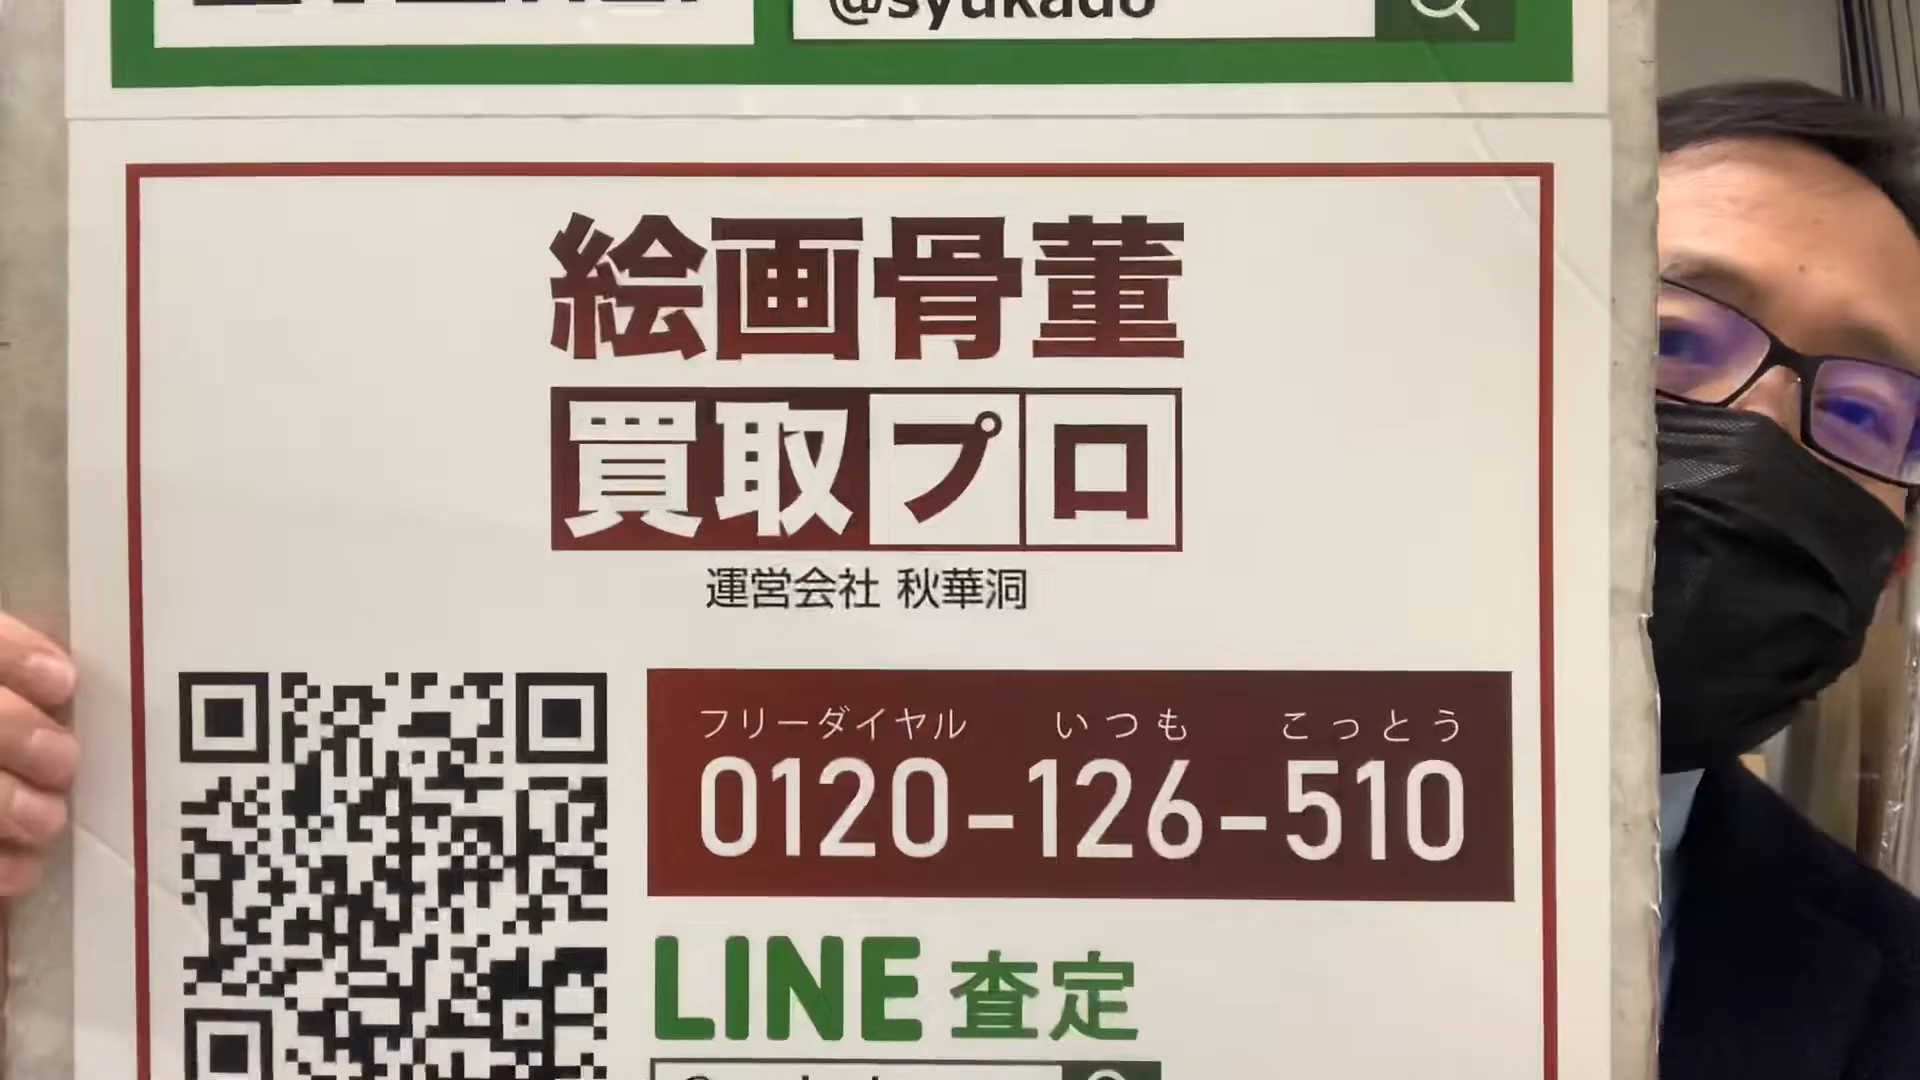 @syukado
絵画骨董
買取プロ
運営会社 秋華洞
フリーダイヤル いつも こっとう
0120-126-510
LINE 査定